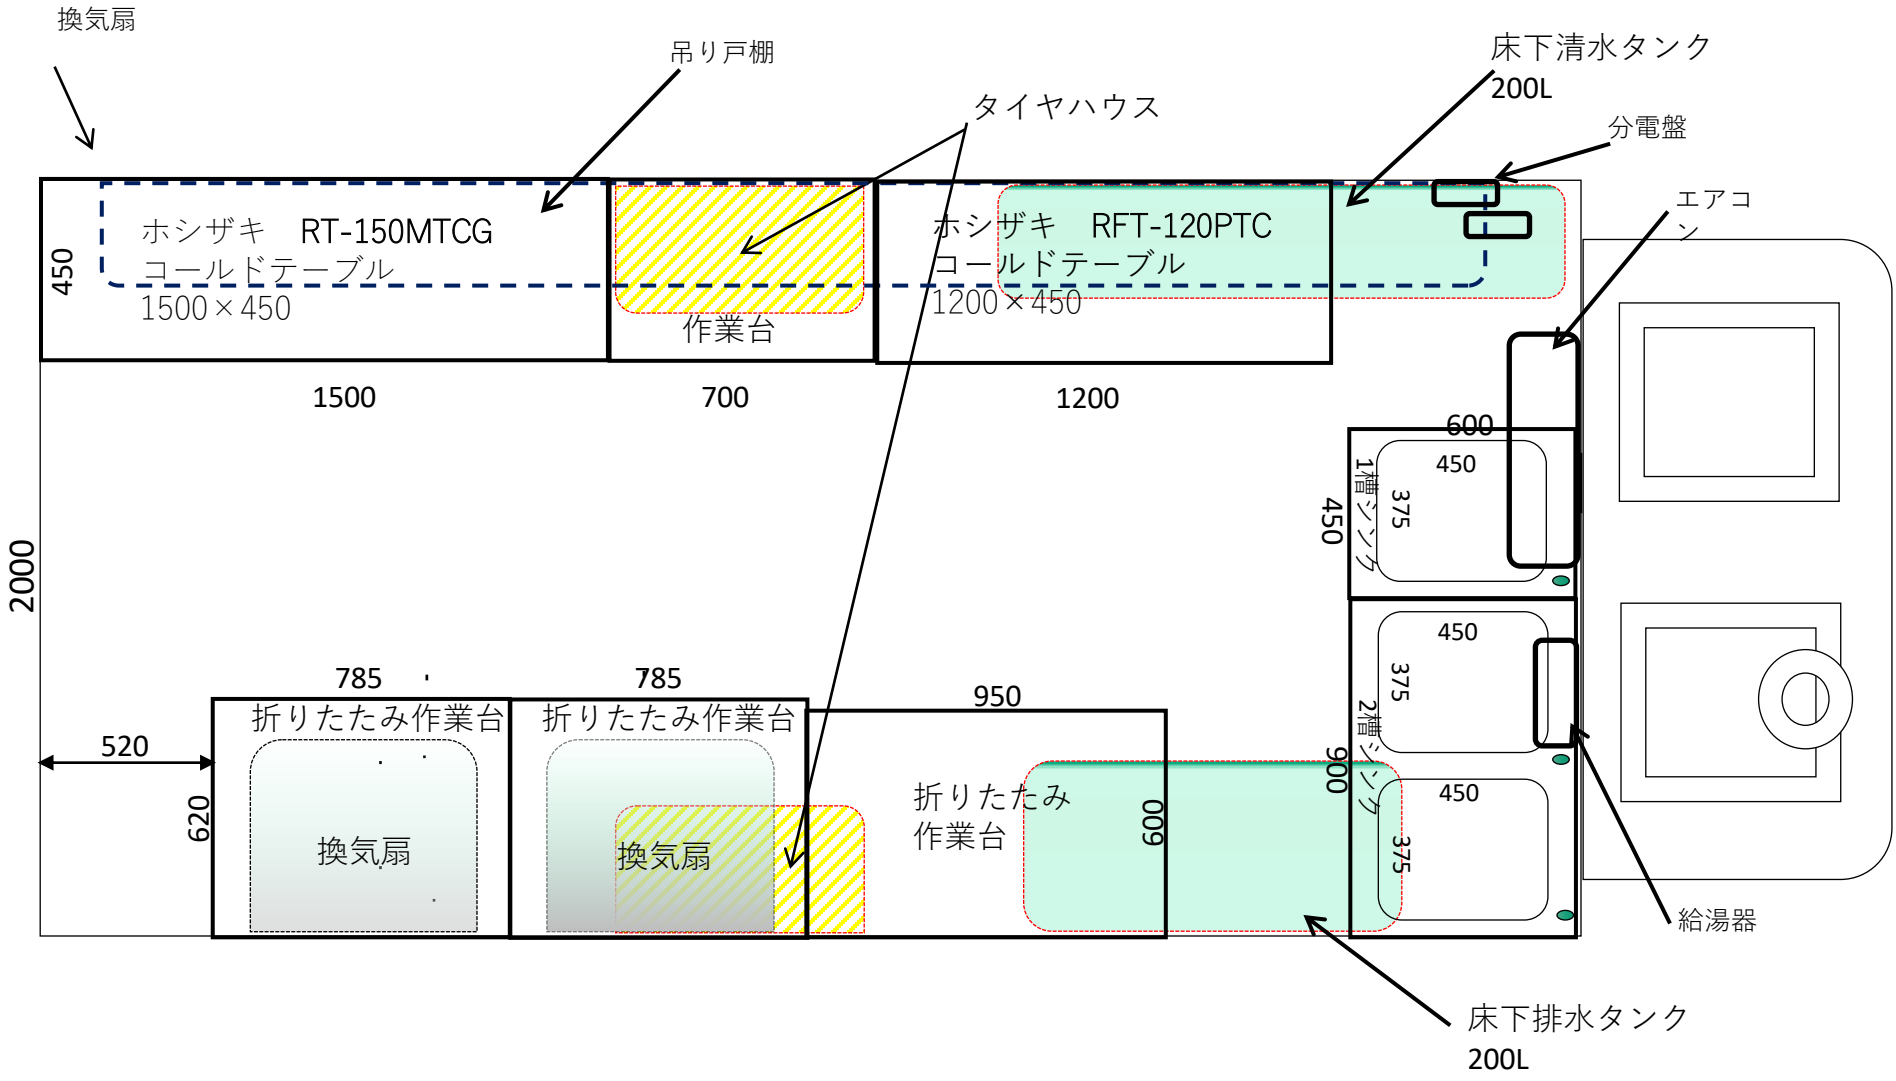 換気扇
吊り戸棚
床下清水タンク
200L
タイヤハウス
分電盤
エアコ
ン
ホシザキ　RT-150MTCG
コールドテーブル
1500×450
450
作業台
ホシザキ　RFT-120PTC
コールドテーブル
1200×450
1500
700
1200
600
450
375
1槽シンク
450
2000
450
375
2槽シンク
900
450
375
785
折りたたみ作業台
785
折りたたみ作業台
950
520
620
換気扇
換気扇
折りたたみ
作業台
600
給湯器
床下排水タンク
200L